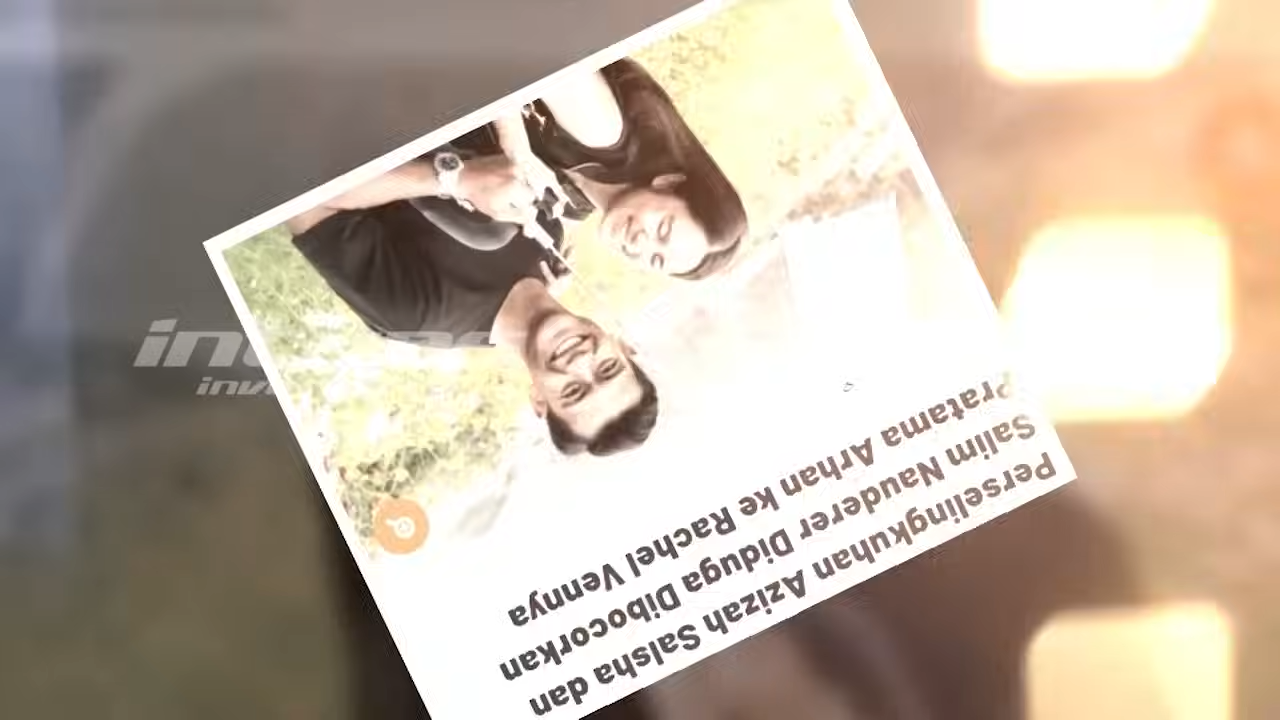 Perselingkuhan Azizah Salsha dan
Salim Nauderer Diduga Dibocorkan
Pratama Arhan ke Rachel Vennya